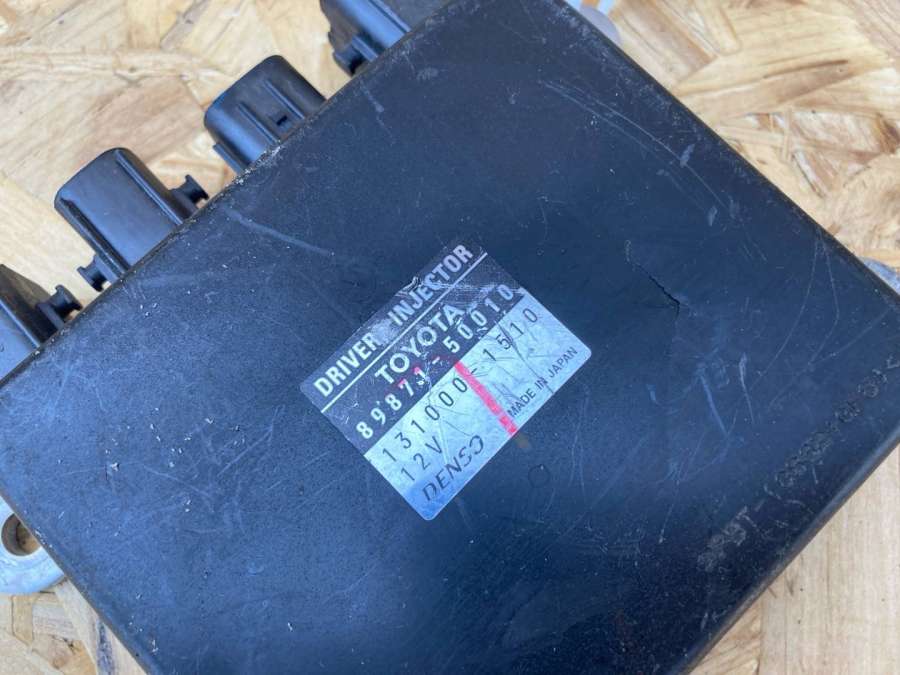 DRIVER INJECTOR
TOYOTA
89871-50010
131000-1510
12V
DENSO MADE IN JAPAN